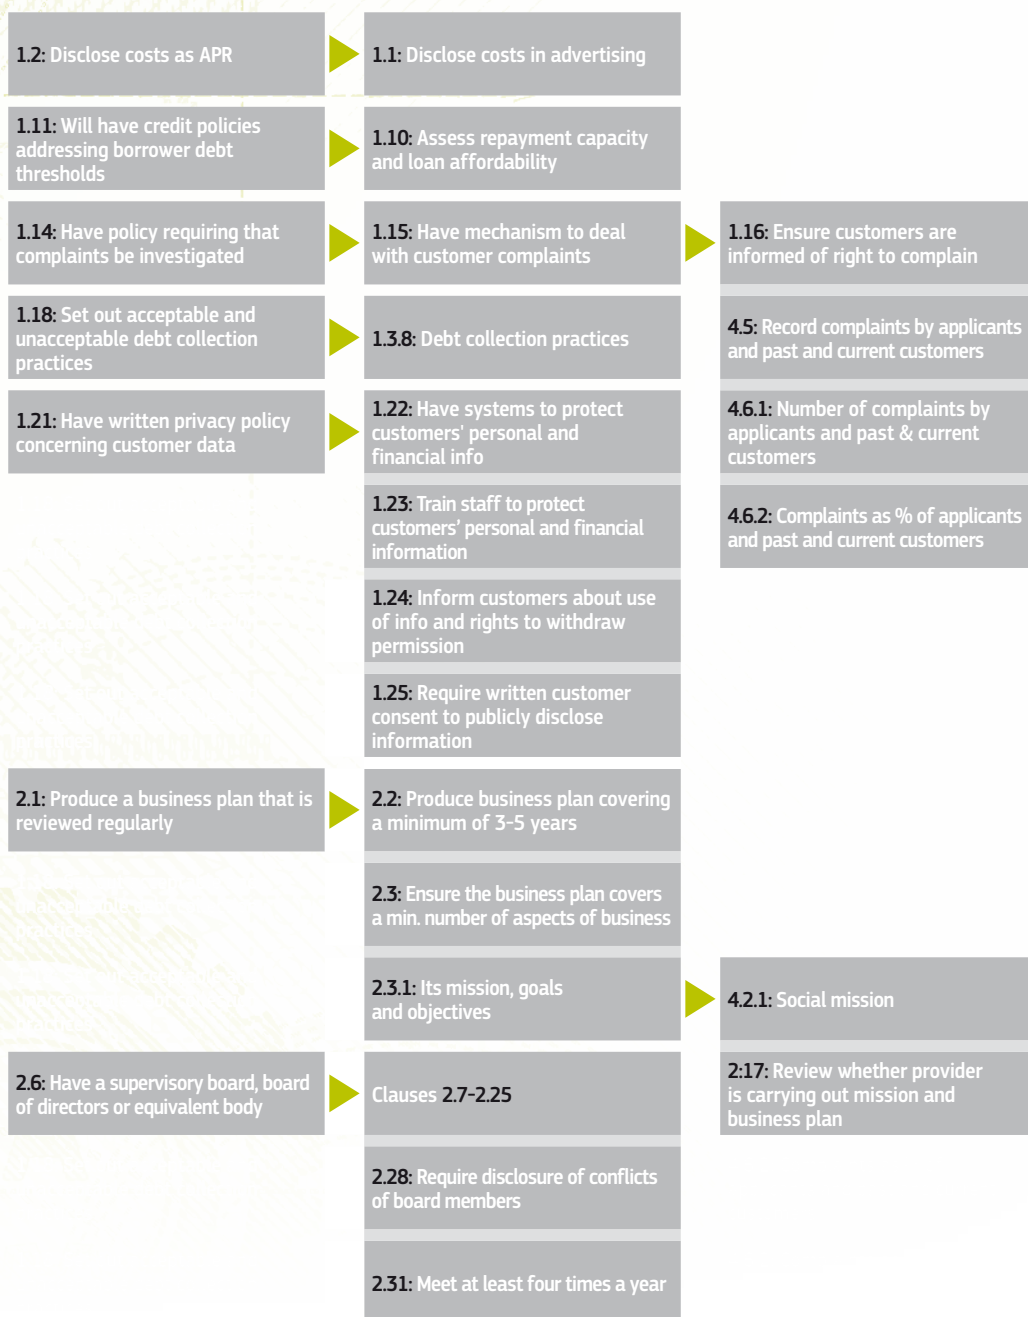 1.2: Disclose costs as APR
1.1: Disclose costs in advertising
1.11: Will have credit policies
addressing borrower debt
thresholds
1.10: Assess repayment capacity
and loan affordability
1.14: Have policy requiring that
complaints be investigated
1.15: Have mechanism to deal
with customer complaints
1.16: Ensure customers are
informed of right to complain
1.18: Set out acceptable and
unacceptable debt collection
practices
1.3.8: Debt collection practices
4.5: Record complaints by applicants
and past and current customers
1.21: Have written privacy policy
concerning customer data
1.22: Have systems to protect
customers' personal and
financial info
4.6.1: Number of complaints by
applicants and past & current
customers
1.23: Train staff to protect
customers' personal and financial
information
4.6.2: Complaints as % of applicants
and past and current customers
1.24: Inform customers about use
of info and rights to withdraw
permission
1.25: Require written customer
consent to publicly disclose
information
2.1: Produce a business plan that is
reviewed regularly
2.2: Produce business plan covering
a minimum of 3-5 years
2.3: Ensure the business plan covers
a min. number of aspects of business
2.3.1: Its mission, goals
and objectives
4.2.1: Social mission
2.6: Have a supervisory board, board
of directors or equivalent body
Clauses 2.7-2.25
2:17: Review whether provider
is carrying out mission and
business plan
2.28: Require disclosure of conflicts
of board members
2.31: Meet at least four times a year